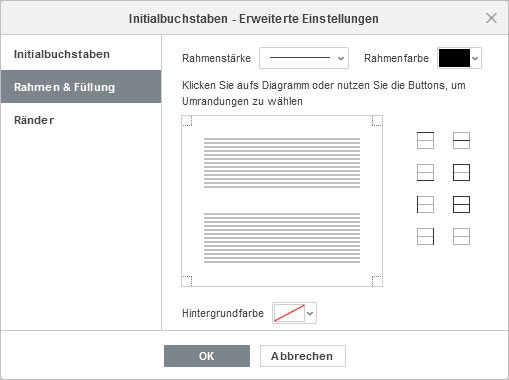 Initialbuchstaben - Erweiterte Einstellungen
Initialbuchstaben
Rahmen & Füllung
Ränder
Rahmenstärke
Rahmenfarbe
Klicken Sie aufs Diagramm oder nutzen Sie die Buttons, um
Umrandungen zu wählen
Hintergrundfarbe
OK
Abbrechen